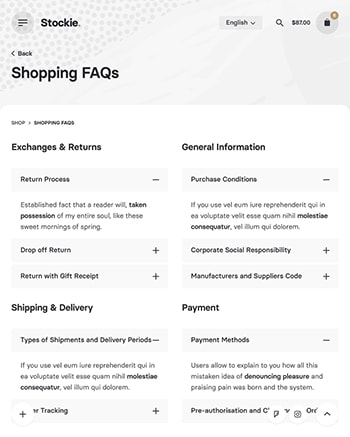 Stockie.
English
$87.00
Back
Shopping FAQs
SHOP > SHOPPING FAQS
Exchanges & Returns
Return Process
Established fact that a reader will, taken
possession of my entire soul, like these
sweet mornings of spring.
Drop off Return
Return with Gift Receipt
General Information
Purchase Conditions
If you use vel eum iure reprehenderit qui in
ea voluptate velit esse quam nihil molestiae
consequatur, vel illum qui dolorem.
Corporate Social Responsibility
Manufacturers and Suppliers Code
Shipping & Delivery
Types of Shipments and Delivery Periods
If you use vel eum iure reprehenderit qui in
ea voluptate velit esse quam nihil molestiae
consequatur, vel illum qui dolorem.
Tracking
Payment
Payment Methods
Users allow to explain to you how all this
mistaken idea of denouncing pleasure and
praising pain was born and the system.
Pre-authorisation and